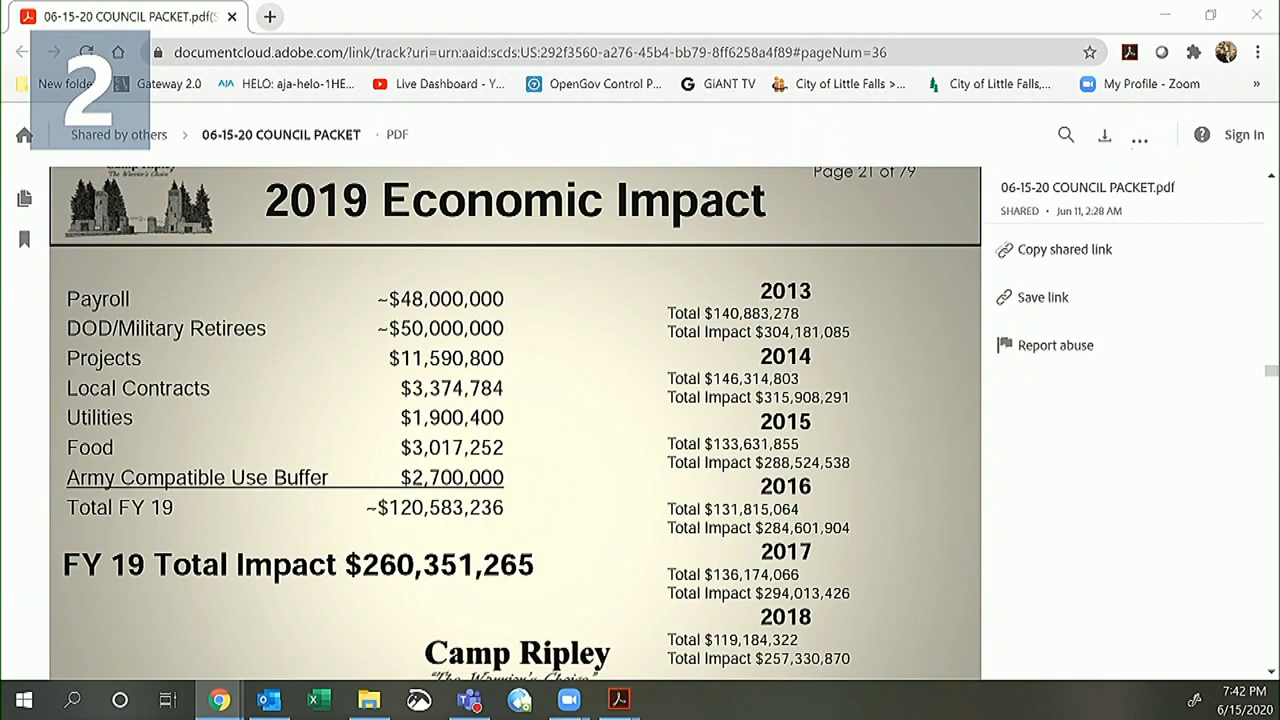 06-15-20 COUNCIL PACKET.pdf
documentcloud.adobe.com/link/track?uri=urn:aaid:scds:US:292f3560-a276-45b4-bb79-8ff6258a4f89#pageNum=36
2
New folde
Gateway 2.0
AJA HELO: aja-helo-1HE...
Live Dashboard - Y...
OpenGov Control P...
G GIANT TV
City of Little Falls >...
City of Little Falls,...
My Profile - Zoom
»
Shared by others > 06-15-20 COUNCIL PACKET · PDF
... Sign In
Camp Ripley
"The Warrior's Choice"
Page 21 of 79
2019 Economic Impact
Payroll ~$48,000,000
DOD/Military Retirees ~$50,000,000
Projects $11,590,800
Local Contracts $3,374,784
Utilities $1,900,400
Food $3,017,252
Army Compatible Use Buffer $2,700,000
Total FY 19 ~$120,583,236
FY 19 Total Impact $260,351,265
2013
Total $140,883,278
Total Impact $304,181,085
2014
Total $146,314,803
Total Impact $315,908,291
2015
Total $133,631,855
Total Impact $288,524,538
2016
Total $131,815,064
Total Impact $284,601,904
2017
Total $136,174,066
Total Impact $294,013,426
2018
Total $119,184,322
Total Impact $257,330,870
Camp Ripley
"The Warrior's Choice"
06-15-20 COUNCIL PACKET.pdf
SHARED · Jun 11, 2:28 AM
Copy shared link
Save link
Report abuse
7:42 PM
6/15/2020